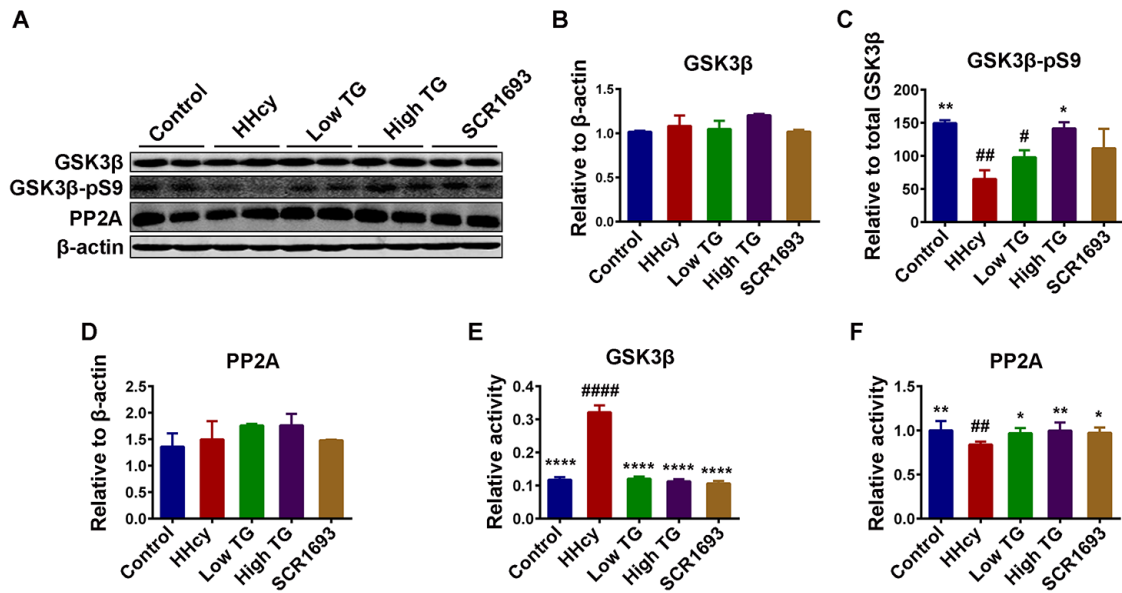 A
Control
HHcy
Low TG
High TG
SCR1693
GSK3β
GSK3β-pS9
PP2A
β-actin
B
GSK3β
Relative to β-actin
1.5
1.0
0.5
0.0
Control
HHcy
Low TG
High TG
SCR1693
C
GSK3β-pS9
Relative to total GSK3β
200
150
100
50
0
**
##
#
*
Control
HHcy
Low TG
High TG
SCR1693
D
PP2A
Relative to β-actin
2.5
2.0
1.5
1.0
0.5
0.0
Control
HHcy
Low TG
High TG
SCR1693
E
GSK3β
Relative activity
0.4
0.3
0.2
0.1
0.0
****
####
****
****
****
Control
HHcy
Low TG
High TG
SCR1693
F
PP2A
Relative activity
1.5
1.0
0.5
0.0
**
##
*
**
*
Control
HHcy
Low TG
High TG
SCR1693